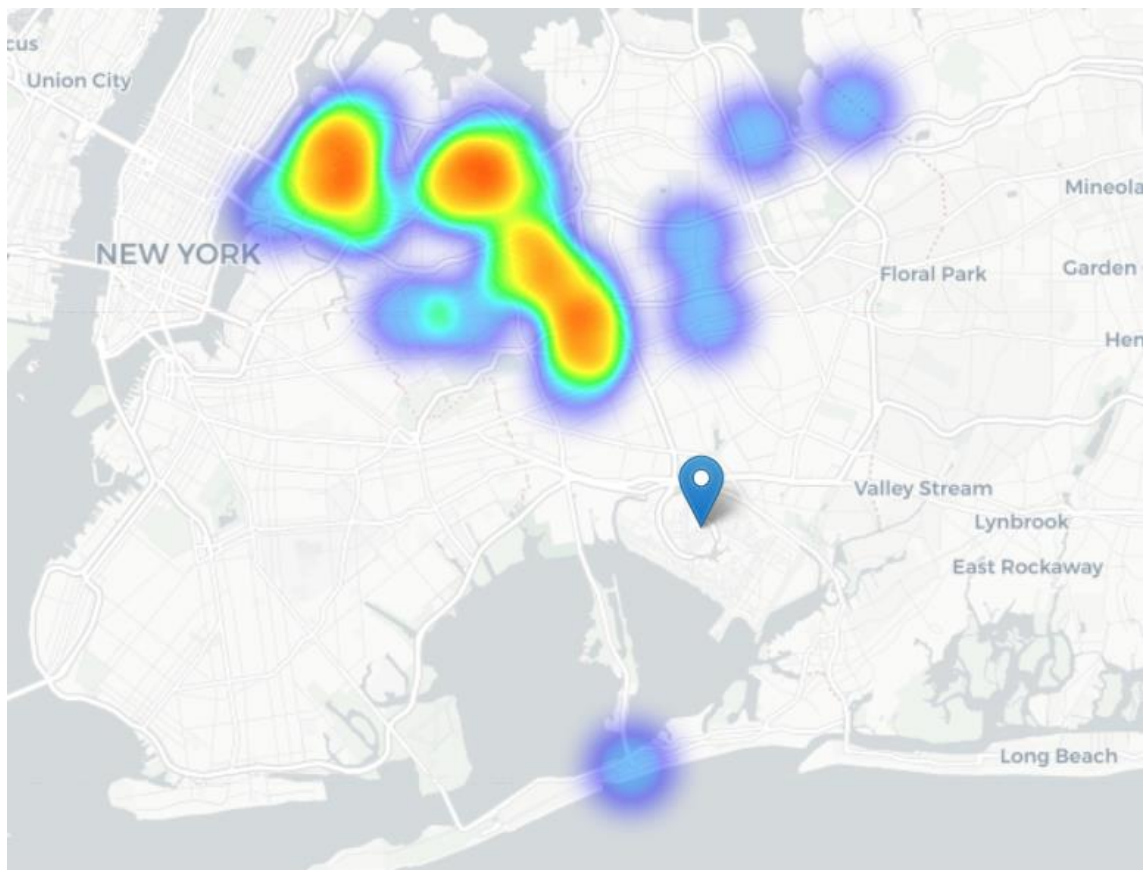 cus
Union City
Mineola
NEW YORK
Floral Park
Garden
Hen
Valley Stream
Lynbrook
East Rockaway
Long Beach